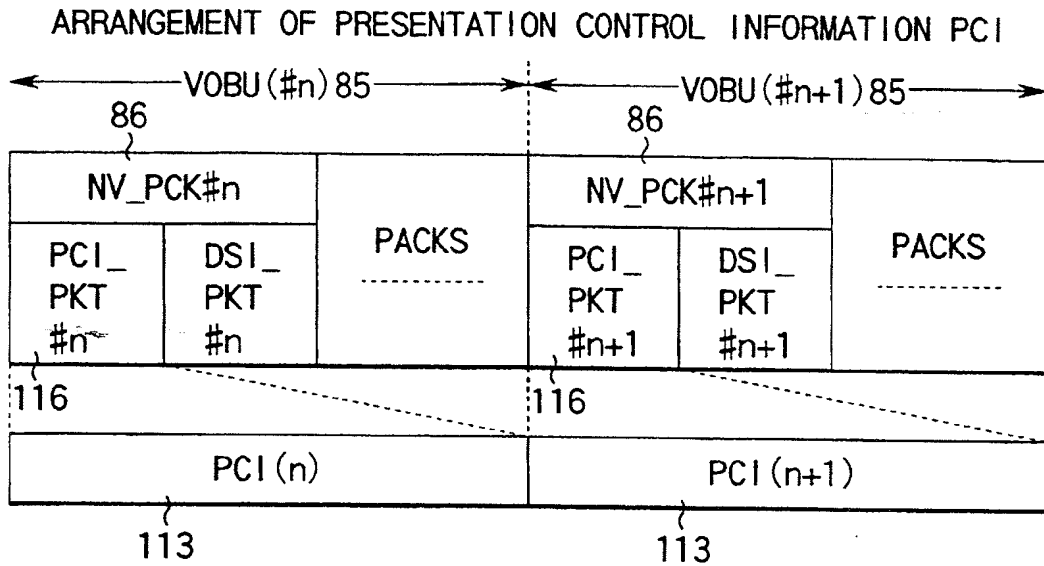 ARRANGEMENT OF PRESENTATION CONTROL INFORMATION PCI
VOBU(#n)85 VOBU(#n+1)85
86 86
NV_PCK#n NV_PCK#n+1
PCI_ DSI_ PACKS PCI_ DSI_ PACKS
PKT PKT PKT PKT
#n #n #n+1 #n+1
116 116
PCI(n) PCI(n+1)
113 113